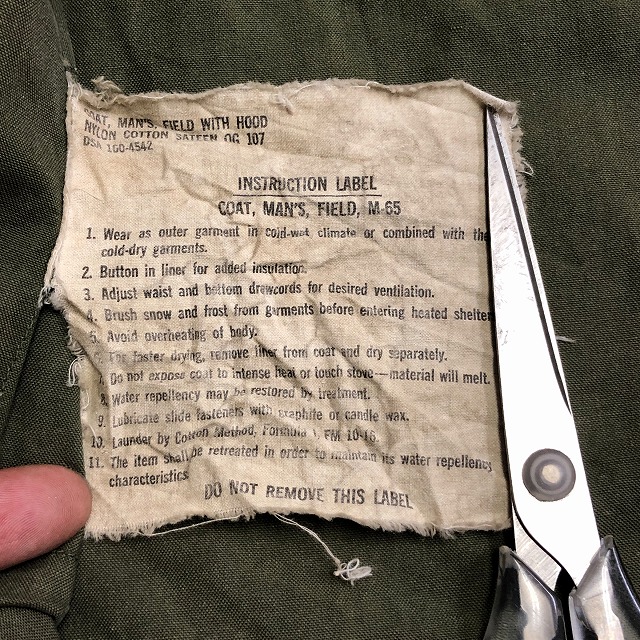 COAT, MAN'S, FIELD WITH HOOD
NYLON COTTON SATEEN OG 107
DSA 100-4542
INSTRUCTION LABEL
COAT, MAN'S, FIELD, M-65
1. Wear as outer garment in cold-wet climate or combined with the
cold-dry garments.
2. Button in liner for added insulation.
3. Adjust waist and bottom drawcords for desired ventilation.
4. Brush snow and frost from garments before entering heated shelter
5. Avoid overheating of body.
6. For faster drying, remove liner from coat and dry separately.
7. Do not expose coat to intense heat or touch stove—material will melt.
8. Water repellency may be restored by treatment.
9. Lubricate slide fasteners with graphite or candle wax.
10. Launder by Cotton Method, Formula FM 10-16.
11. The item shall be retreated in order to maintain its water repellency
characteristics
DO NOT REMOVE THIS LABEL